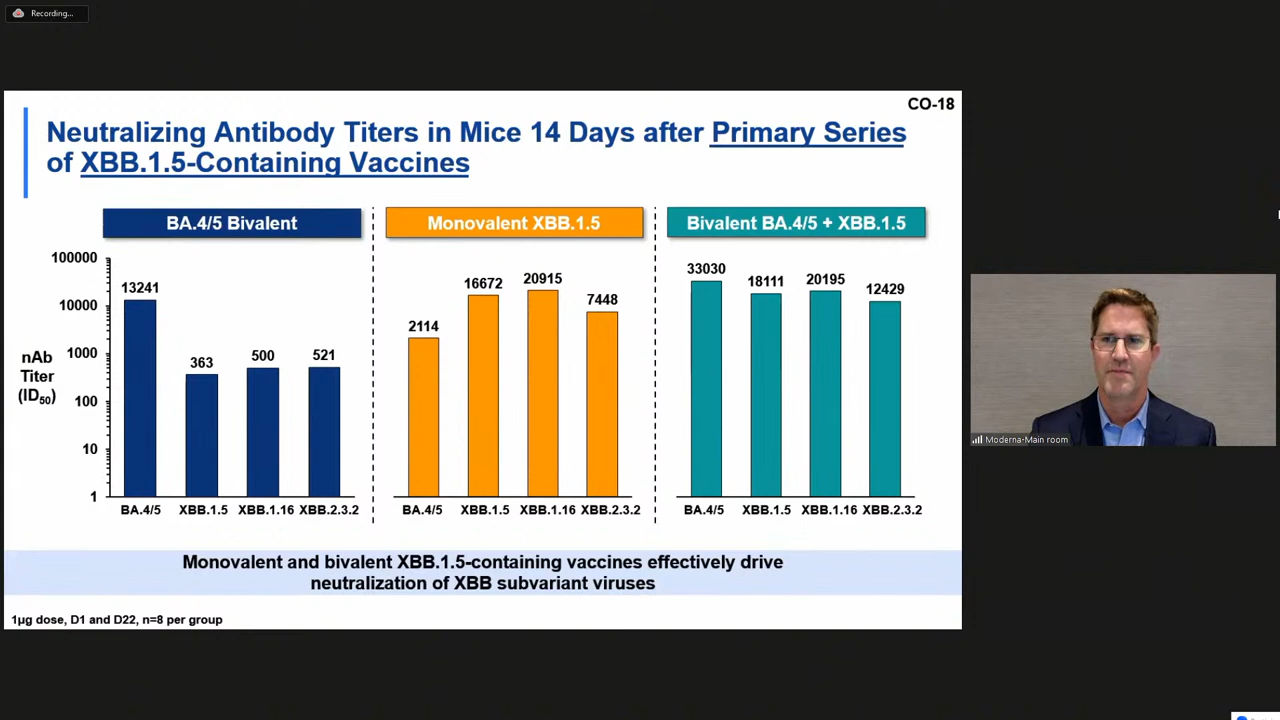 Recording...
CO-18
Neutralizing Antibody Titers in Mice 14 Days after Primary Series
of XBB.1.5-Containing Vaccines
BA.4/5 Bivalent
Monovalent XBB.1.5
Bivalent BA.4/5 + XBB.1.5
nAb
Titer
(ID50)
100000
10000
1000
100
10
1
13241
363
500
521
BA.4/5
XBB.1.5
XBB.1.16
XBB.2.3.2
2114
16672
20915
7448
BA.4/5
XBB.1.5
XBB.1.16
XBB.2.3.2
33030
18111
20195
12429
BA.4/5
XBB.1.5
XBB.1.16
XBB.2.3.2
Monovalent and bivalent XBB.1.5-containing vaccines effectively drive
neutralization of XBB subvariant viruses
1µg dose, D1 and D22, n=8 per group
Moderna-Main room